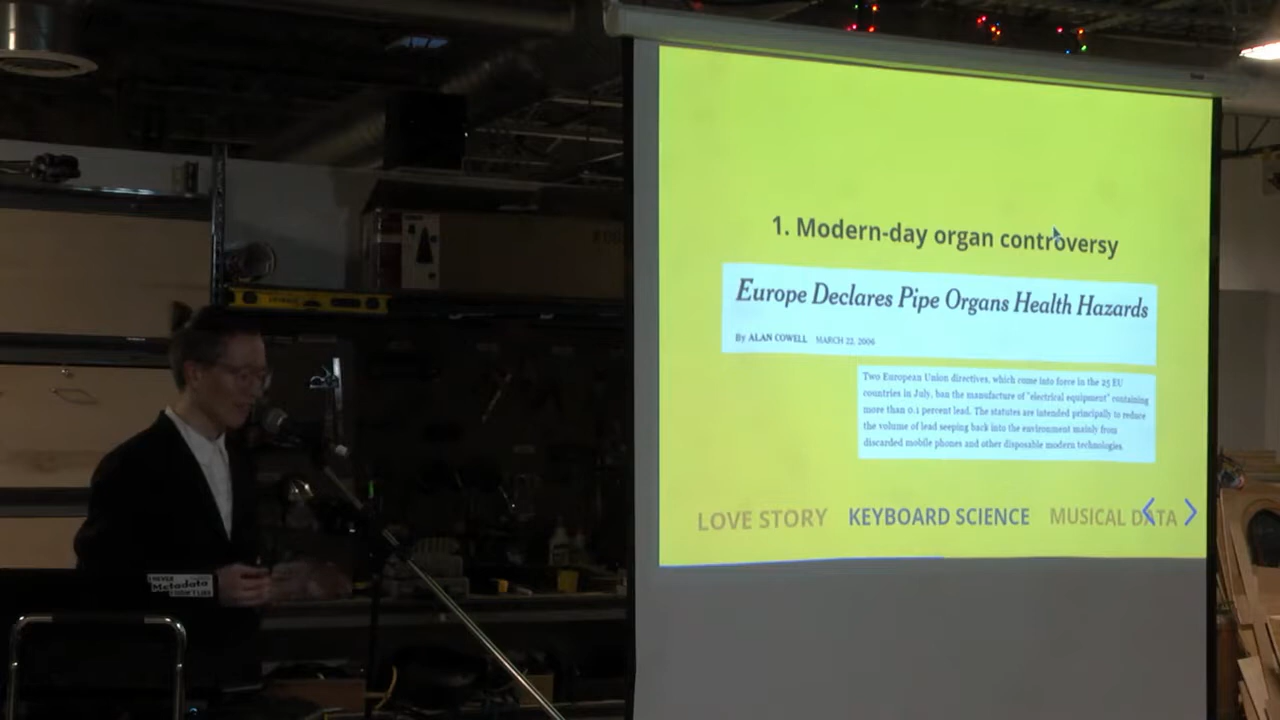 1. Modern-day organ controversy
Europe Declares Pipe Organs Health Hazards
By ALAN COWELL MARCH 22, 2006
Two European Union directives, which come into force in the 25 EU
countries in July, ban the manufacture of "electrical equipment" containing
more than 0.1 percent lead. The statutes are intended principally to reduce
the volume of lead seeping back into the environment mainly from
discarded mobile phones and other disposable modern technologies.
LOVE STORY KEYBOARD SCIENCE MUSICAL DATA
Metadata